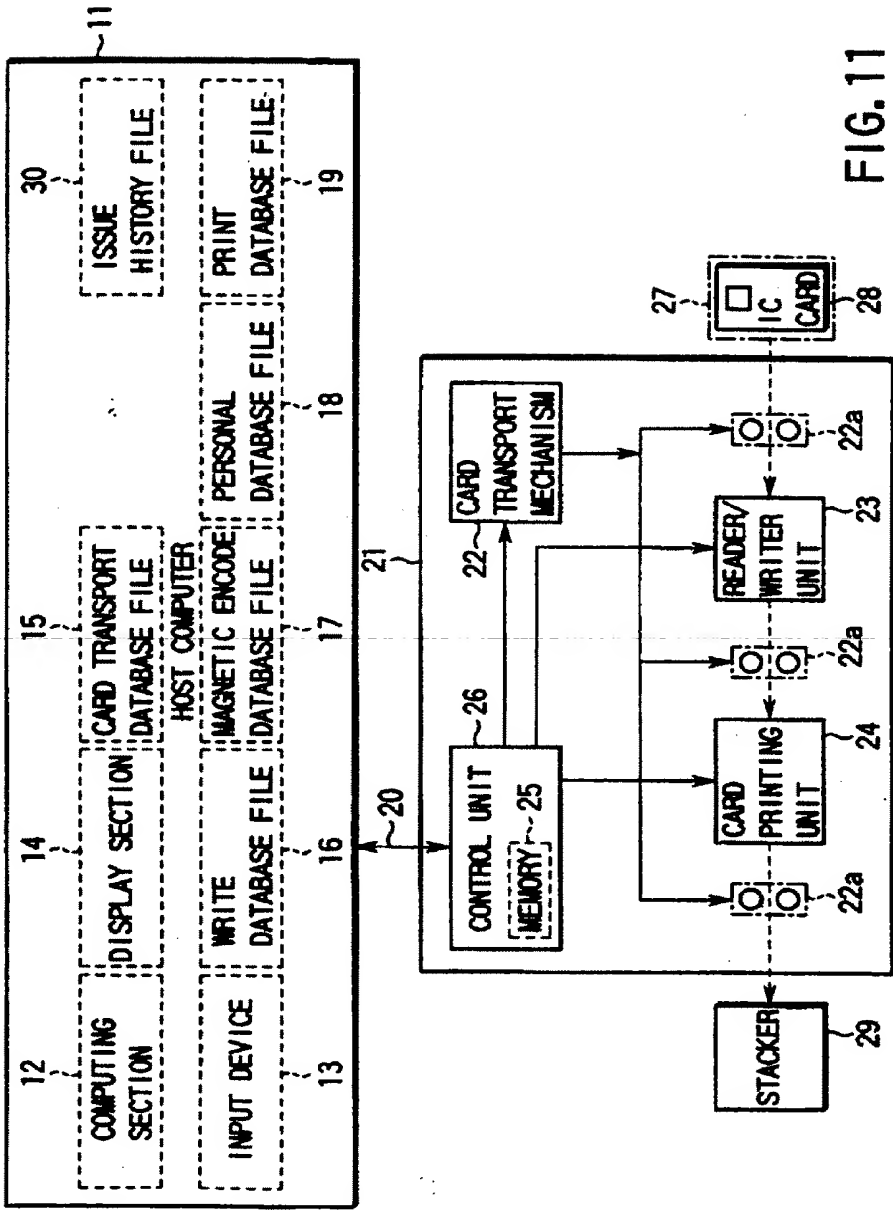 11
12
14
15
30
COMPUTING
SECTION
DISPLAY SECTION
CARD TRANSPORT
DATABASE FILE
ISSUE
HISTORY FILE
HOST COMPUTER
INPUT DEVICE
WRITE
DATABASE FILE
MAGNETIC ENCODE
DATABASE FILE
PERSONAL
DATABASE FILE
PRINT
DATABASE FILE
13
16
17
18
19
20
21
26
CONTROL UNIT
MEMORY
25
22
CARD
TRANSPORT
MECHANISM
27
STACKER
29
22a
CARD
PRINTING
UNIT
24
22a
READER/
WRITER
UNIT
23
22a
IC
CARD
28
FIG. 11